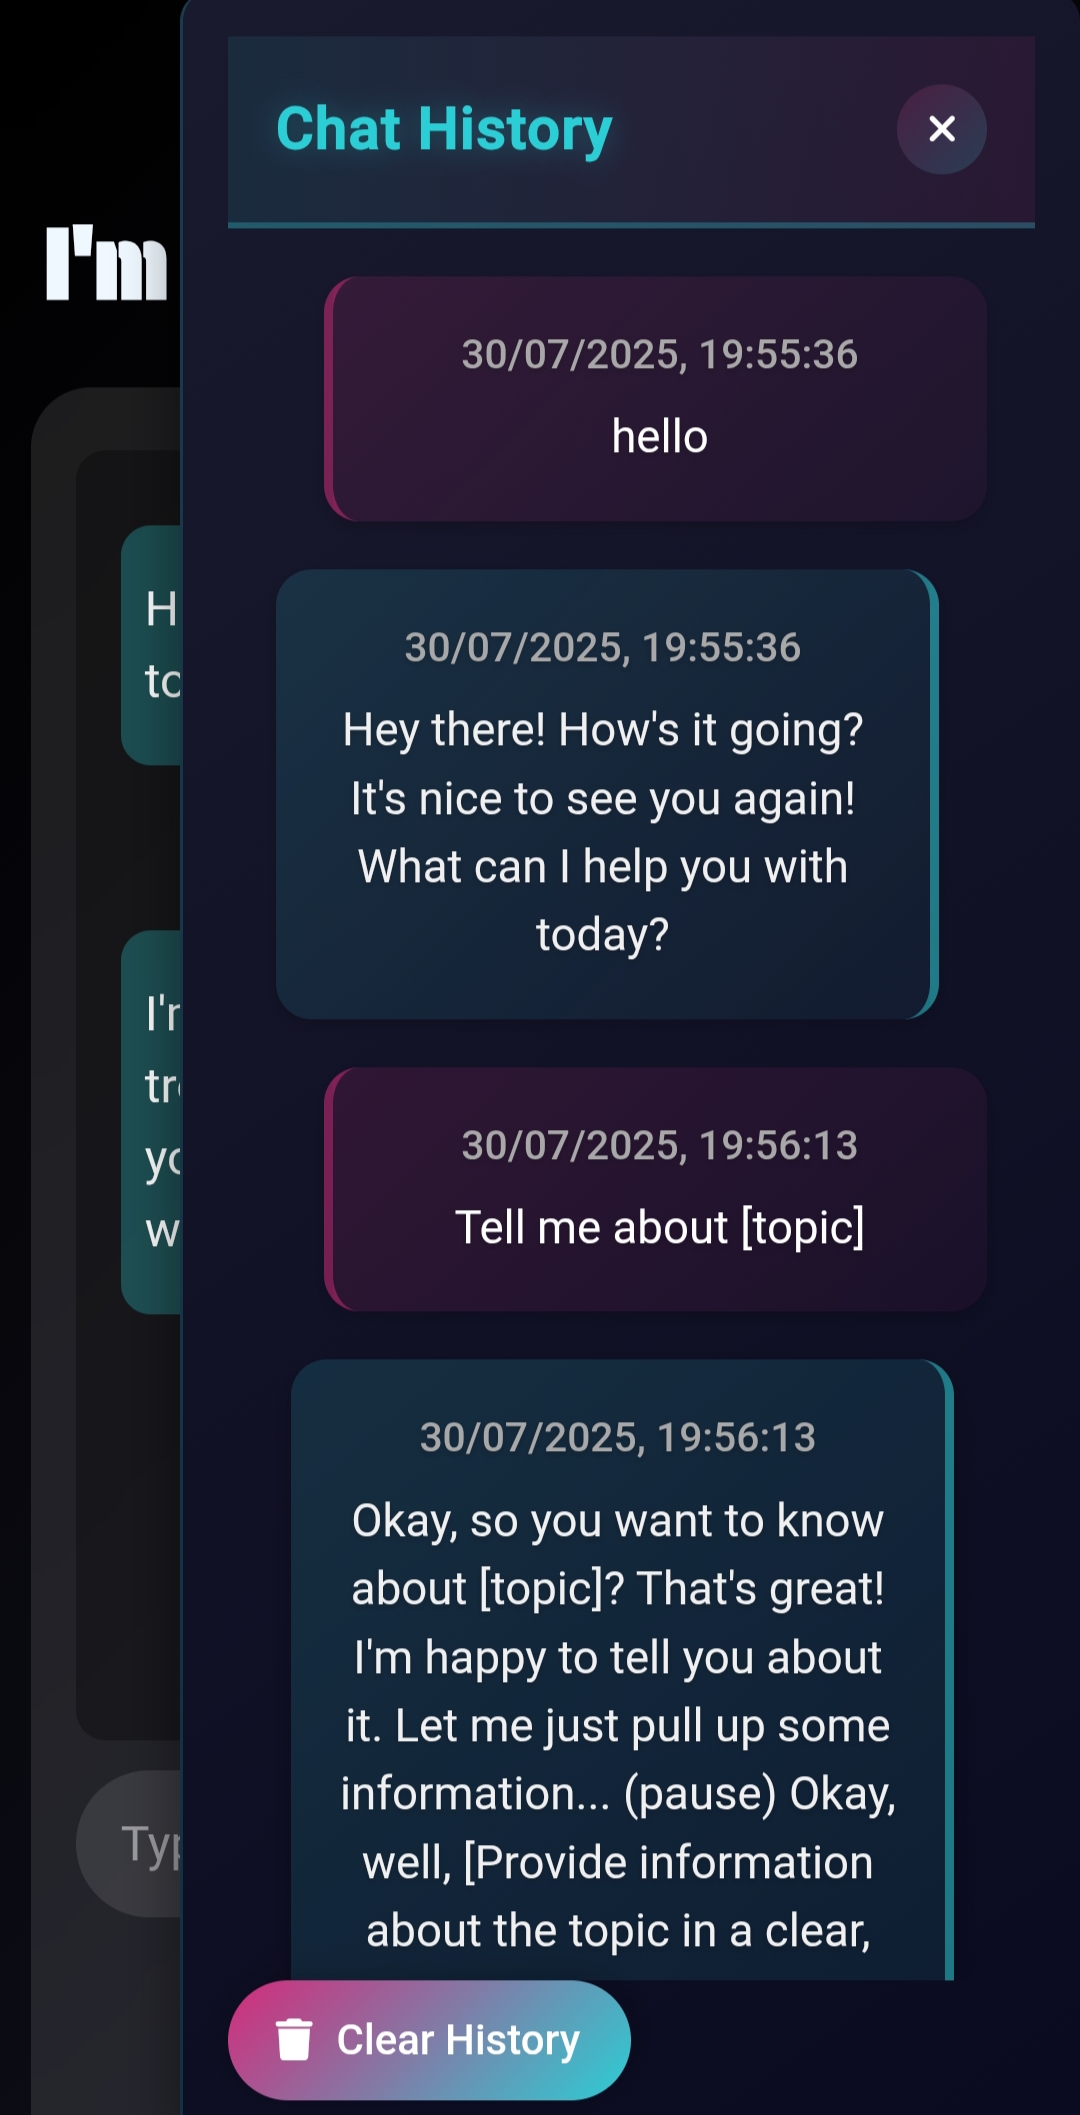 Chat History
I'm
30/07/2025, 19:55:36
hello
30/07/2025, 19:55:36
Hey there! How's it going?
It's nice to see you again!
What can I help you with
today?
30/07/2025, 19:56:13
Tell me about [topic]
30/07/2025, 19:56:13
Okay, so you want to know
about [topic]? That's great!
I'm happy to tell you about
it. Let me just pull up some
information... (pause) Okay,
well, [Provide information
about the topic in a clear,
Clear History